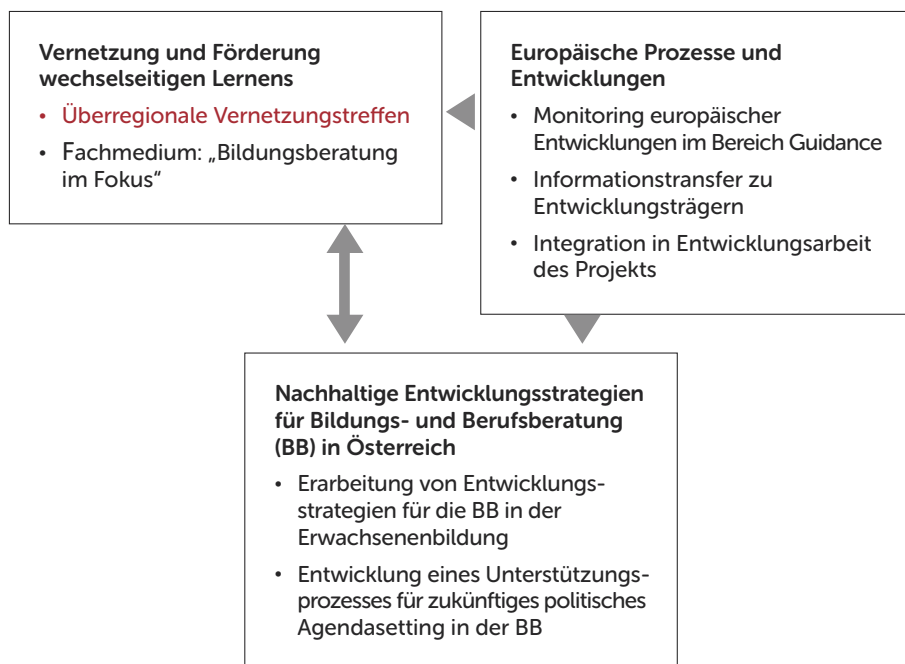 Vernetzung und Förderung
wechselseitigen Lernens
• Überregionale Vernetzungstreffen
• Fachmedium: „Bildungsberatung
im Fokus“
Europäische Prozesse und
Entwicklungen
• Monitoring europäischer
Entwicklungen im Bereich Guidance
• Informationstransfer zu
Entwicklungsträgern
• Integration in Entwicklungsarbeit
des Projekts
Nachhaltige Entwicklungsstrategien
für Bildungs- und Berufsberatung
(BB) in Österreich
• Erarbeitung von Entwicklungs-
strategien für die BB in der
Erwachsenenbildung
• Entwicklung eines Unterstützungs-
prozesses für zukünftiges politisches
Agendasetting in der BB